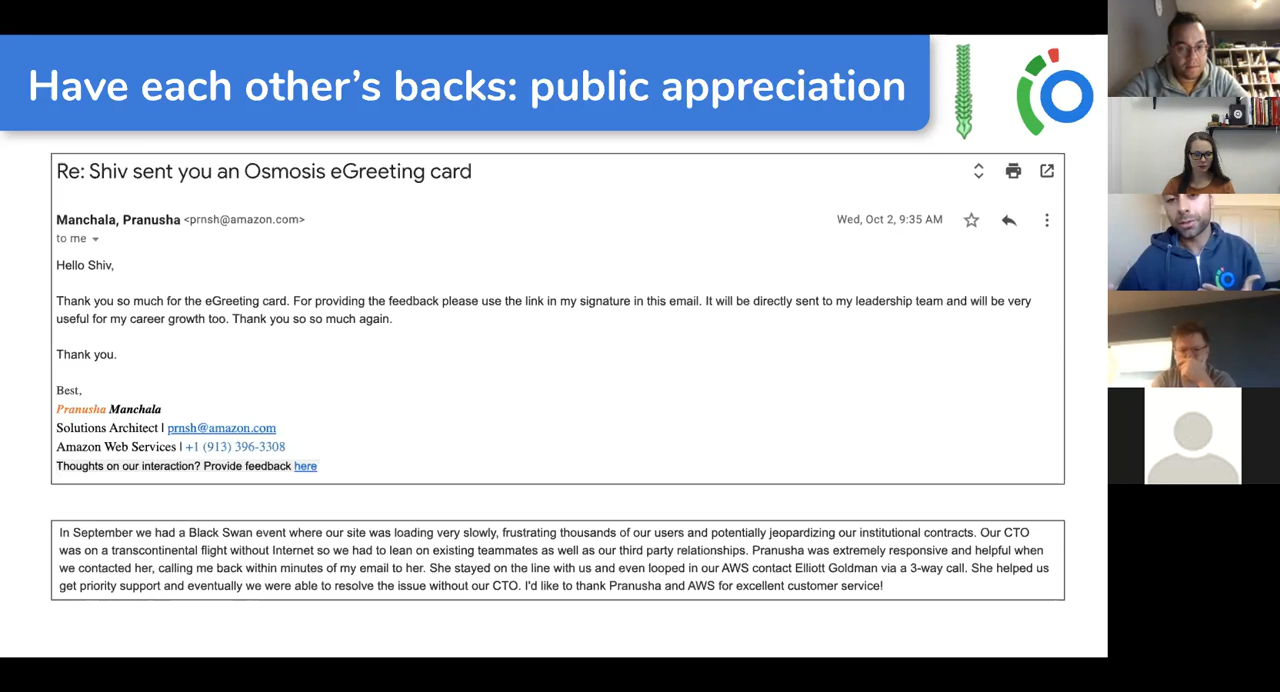 Have each other's backs: public appreciation
Re: Shiv sent you an Osmosis eGreeting card
Manchala, Pranusha <prnsh@amazon.com>
Wed, Oct 2, 9:35 AM
to me
Hello Shiv,
Thank you so much for the eGreeting card. For providing the feedback please use the link in my signature in this email. It will be directly sent to my leadership team and will be very
useful for my career growth too. Thank you so so much again.
Thank you.
Best,
Pranusha Manchala
Solutions Architect | prnsh@amazon.com
Amazon Web Services | +1 (913) 396-3308
Thoughts on our interaction? Provide feedback here
In September we had a Black Swan event where our site was loading very slowly, frustrating thousands of our users and potentially jeopardizing our institutional contracts. Our CTO
was on a transcontinental flight without Internet so we had to lean on existing teammates as well as our third party relationships. Pranusha was extremely responsive and helpful when
we contacted her, calling me back within minutes of my email to her. She stayed on the line with us and even looped in our AWS contact Elliott Goldman via a 3-way call. She helped us
get priority support and eventually we were able to resolve the issue without our CTO. I'd like to thank Pranusha and AWS for excellent customer service!